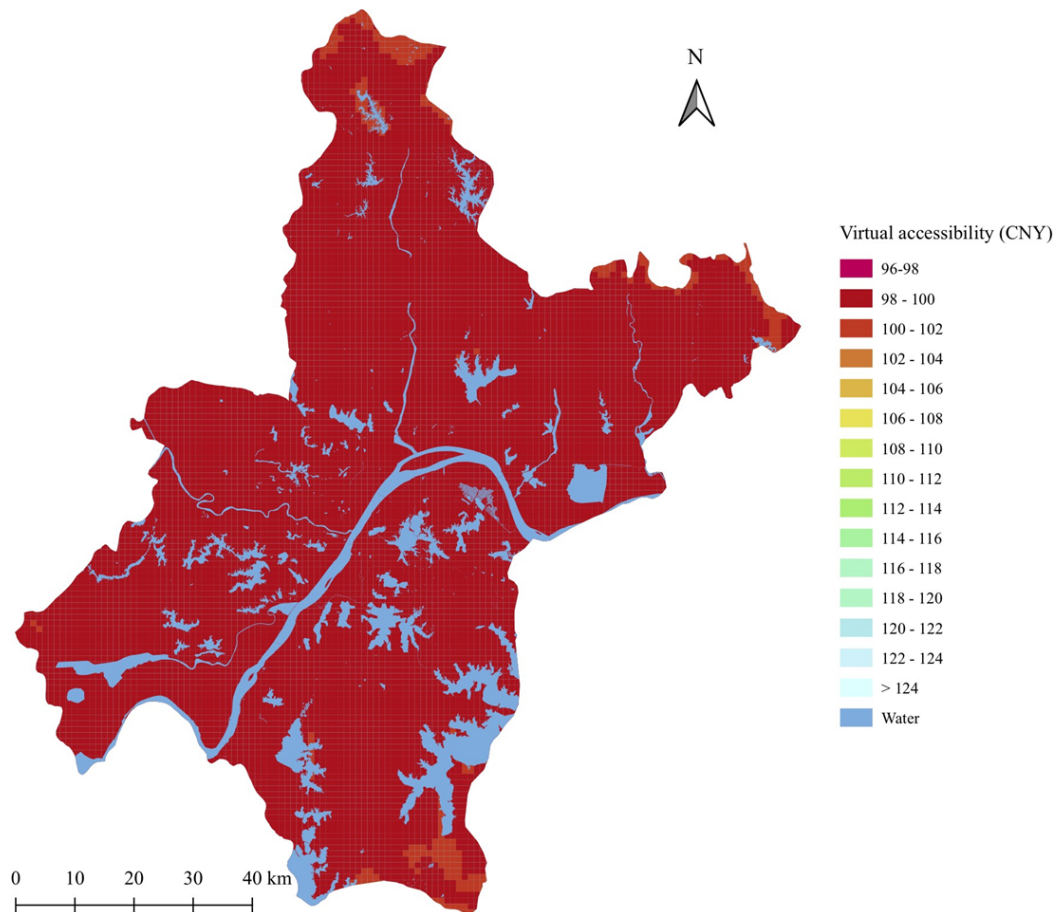 N
Virtual accessibility (CNY)
96-98
98 - 100
100 - 102
102 - 104
104 - 106
106 - 108
108 - 110
110 - 112
112 - 114
114 - 116
116 - 118
118 - 120
120 - 122
122 - 124
> 124
Water
0 10 20 30 40 km